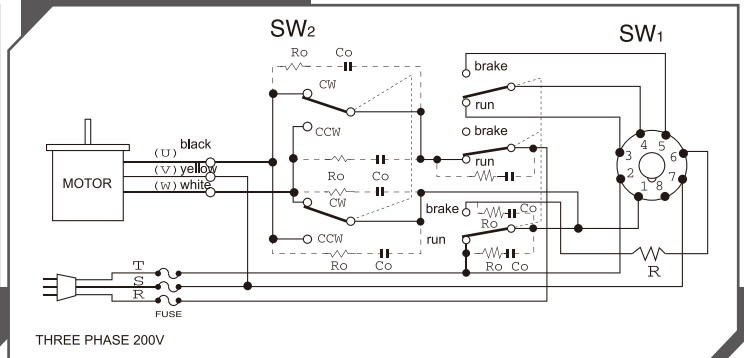 SW2
SW1
Ro Co
brake
CW
run
CCW
brake
run
4 5
3 6
2 7
1 8
black
(U)
(V) yellow
(W) white
MOTOR
Ro Co
Ro Co
CW
brake
Co
Ro
CCW
run
Ro Co
Ro Co
R
T
S
R
FUSE
THREE PHASE 200V